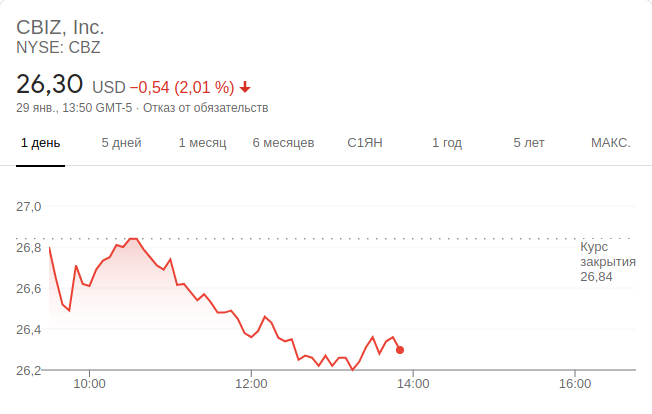 CBIZ, Inc.
NYSE: CBZ
26,30 USD −0,54 (2,01 %)
29 янв., 13:50 GMT-5 · Отказ от обязательств
1 день 5 дней 1 месяц 6 месяцев С1ЯН 1 год 5 лет МАКС.
27,0
26,8
Курс
закрытия
26,84
26,6
26,4
26,2
10:00 12:00 14:00 16:00